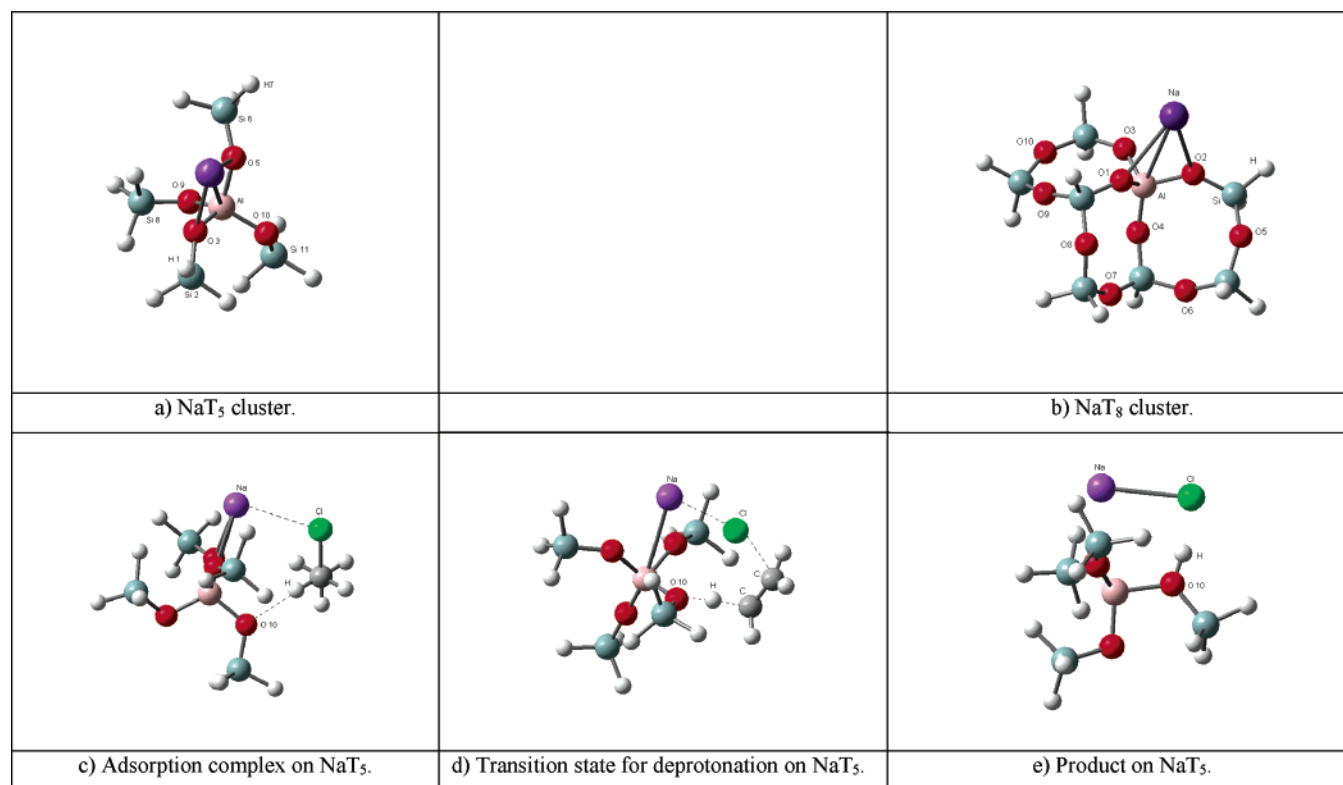 H7
Si 6
O 5
O 9
Al
Si 8
O 3
O 10
H 1
Si 11
Si 2
Na
O10
O3
O2
H
O1
Al
Si
O9
O4
O5
O8
O7
O6
a) NaT₅ cluster.
b) NaT₈ cluster.
Na
Cl
H
O 10
Na
Cl
C
O 10
H
C
Na
Cl
H
O 10
c) Adsorption complex on NaT₅.
d) Transition state for deprotonation on NaT₅.
e) Product on NaT₅.